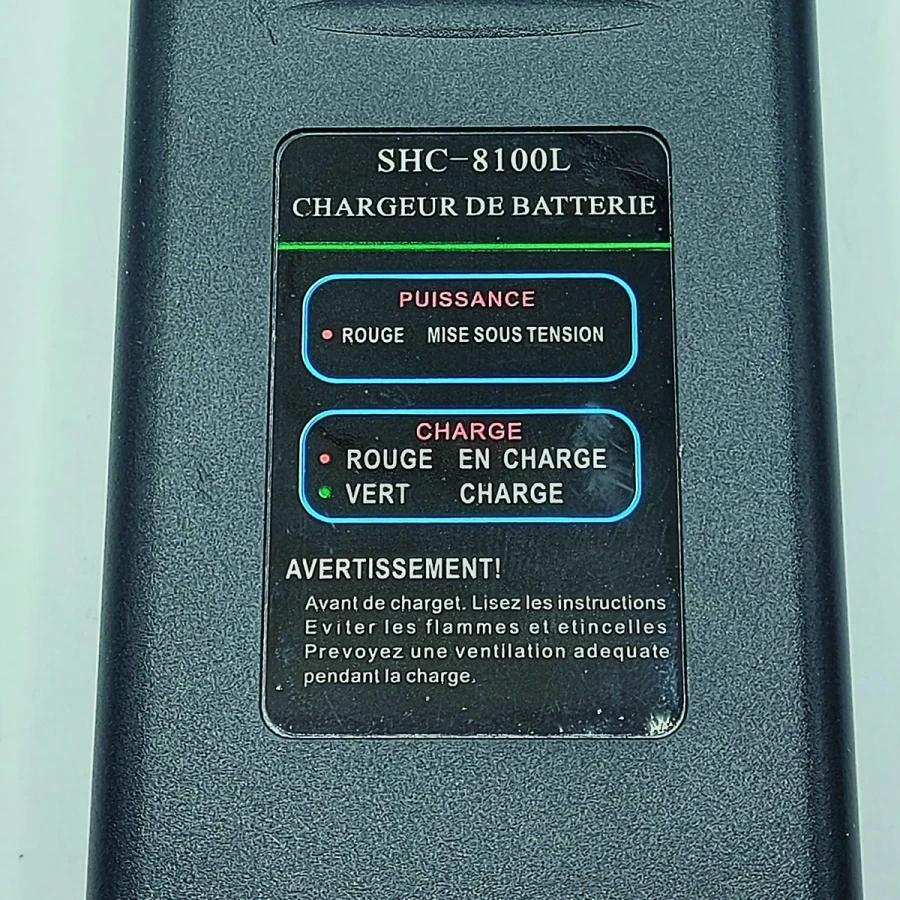 SHC-8100L
CHARGEUR DE BATTERIE
PUISSANCE
ROUGE MISE SOUS TENSION
CHARGE
ROUGE EN CHARGE
VERT CHARGE
AVERTISSEMENT!
Avant de charget. Lisez les instructions
Eviter les flammes et etincelles
Prevoyez une ventilation adequate
pendant la charge.